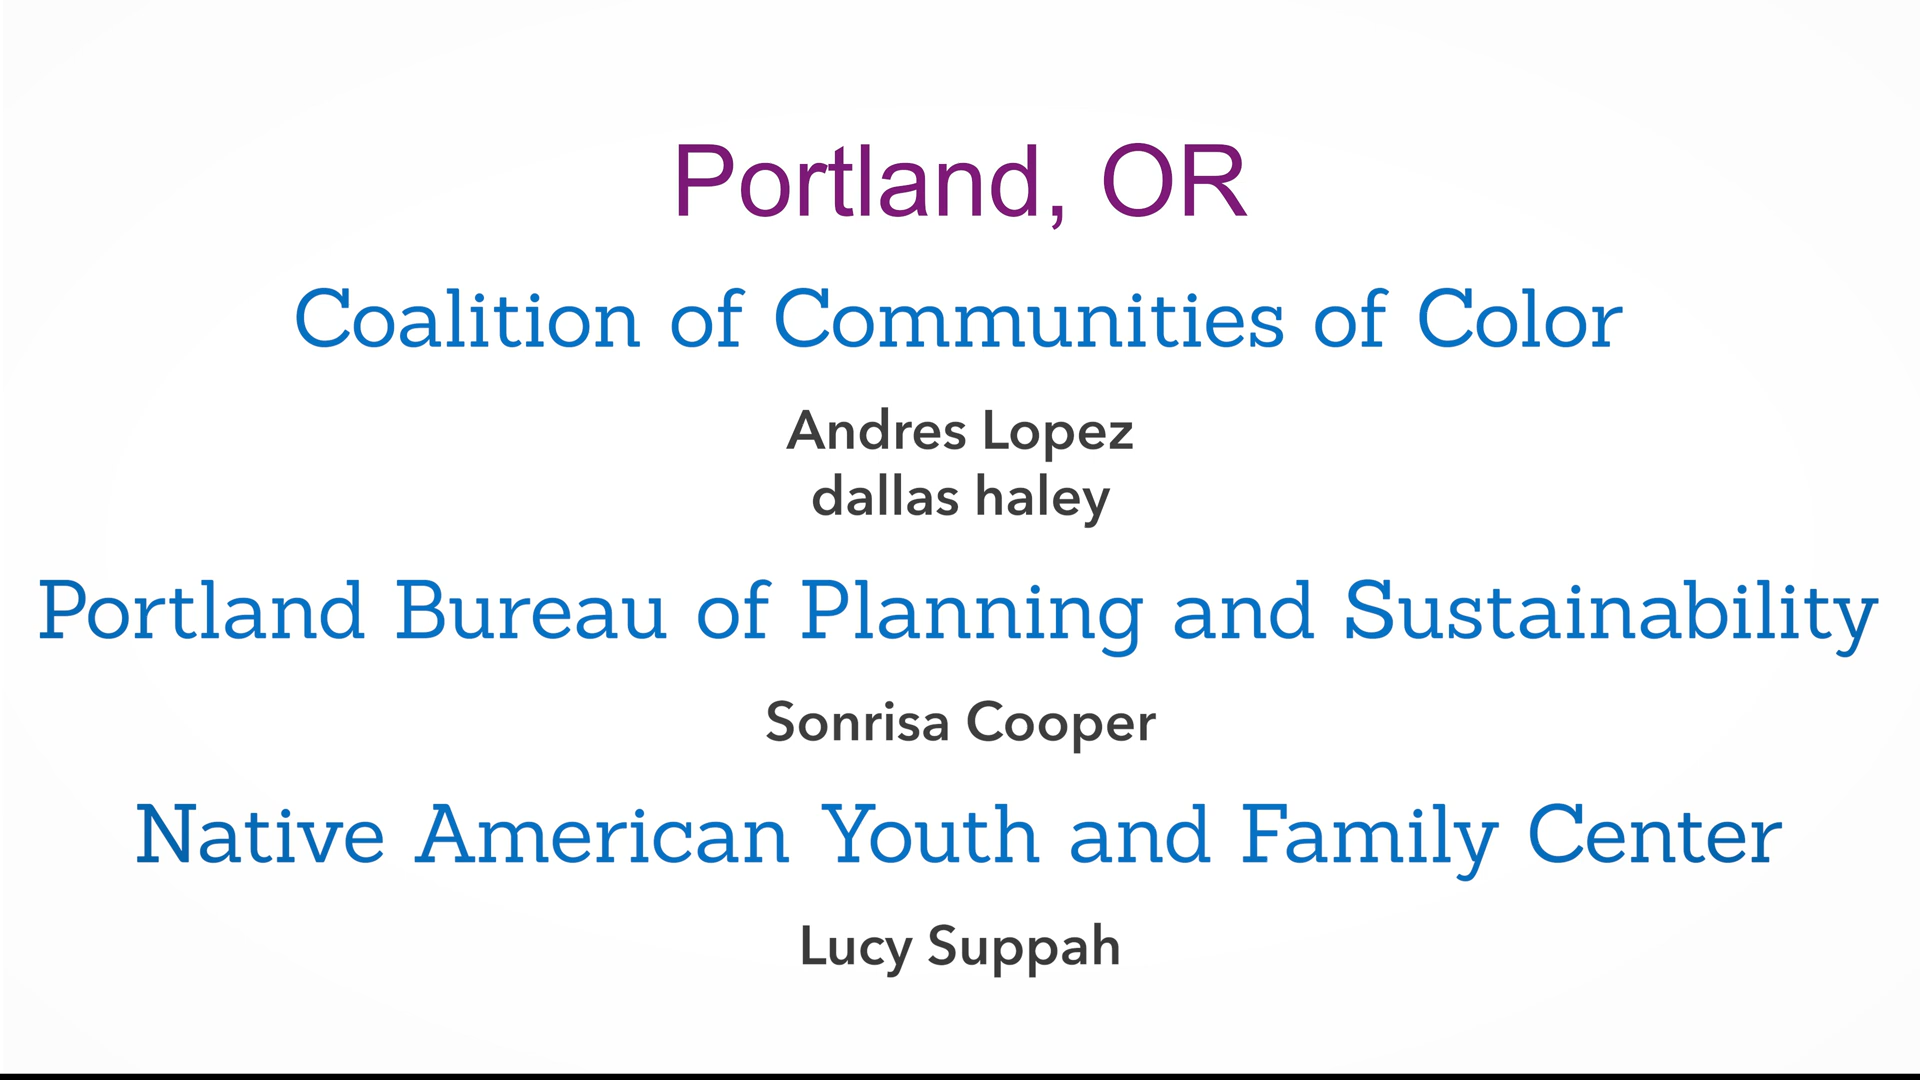 Portland, OR
Coalition of Communities of Color
Andres Lopez
dallas haley
Portland Bureau of Planning and Sustainability
Sonrisa Cooper
Native American Youth and Family Center
Lucy Suppah